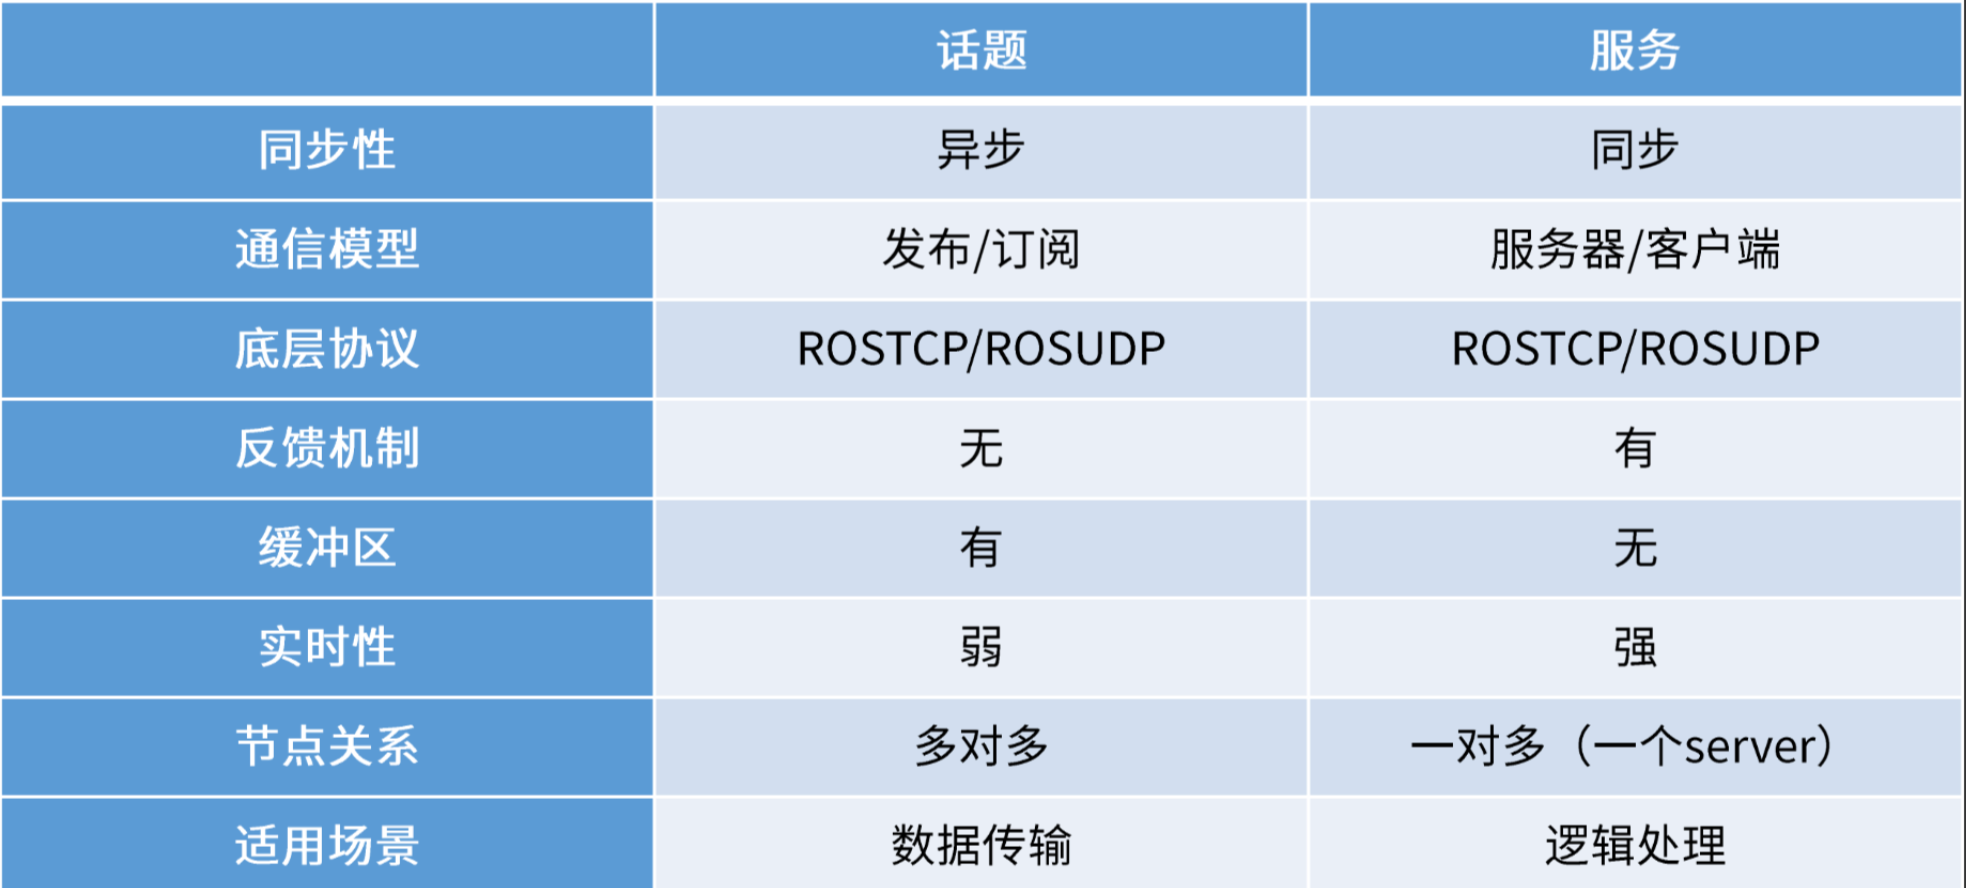 话题 服务
同步性 异步 同步
通信模型 发布/订阅 服务器/客户端
底层协议 ROSTCP/ROSUDP ROSTCP/ROSUDP
反馈机制 无 有
缓冲区 有 无
实时性 弱 强
节点关系 多对多 一对多（一个server）
适用场景 数据传输 逻辑处理